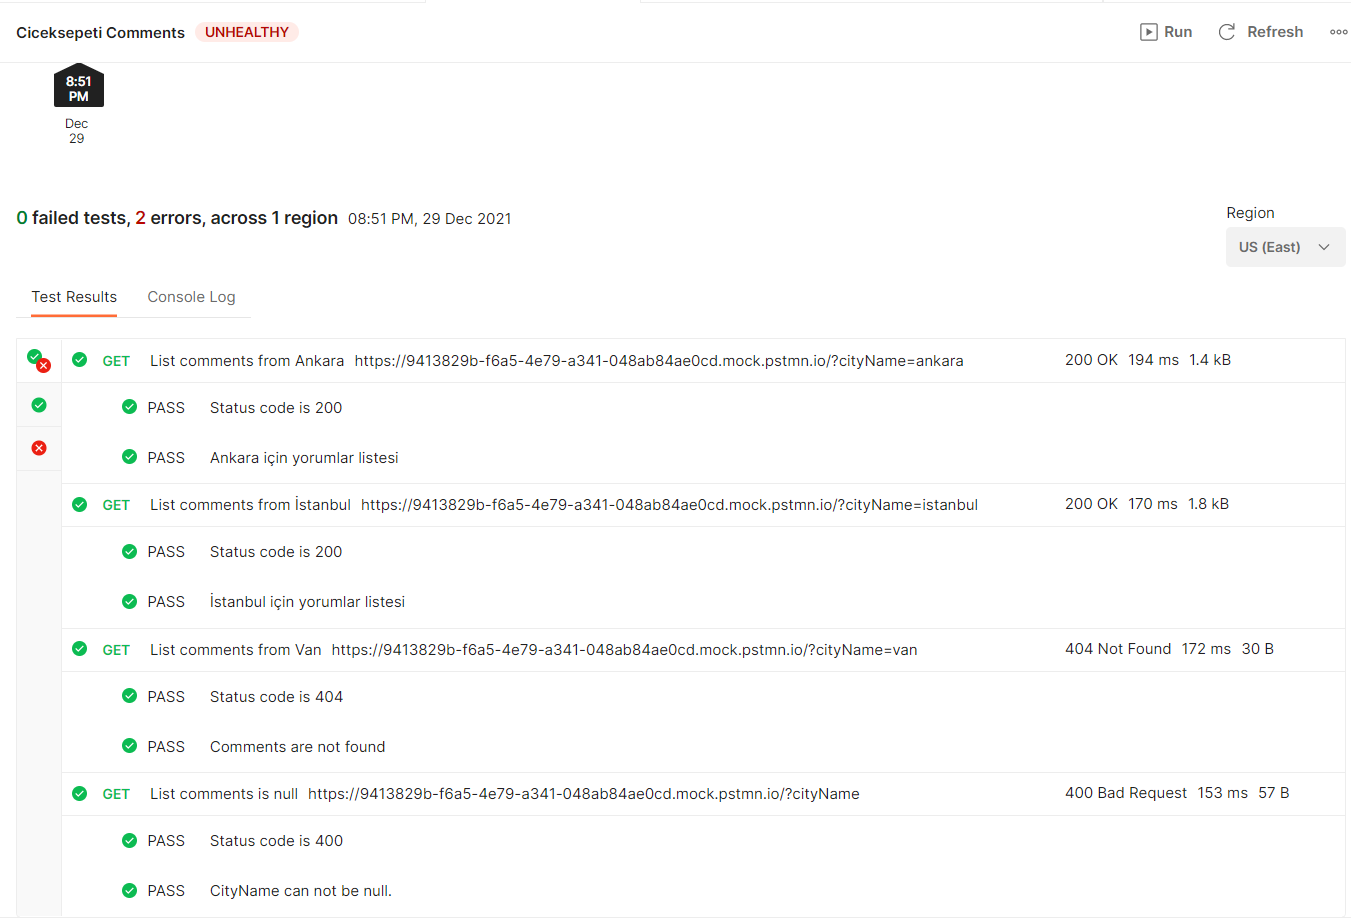 Ciceksepeti Comments UNHEALTHY Run Refresh
8:51
PM
Dec
29
0 failed tests, 2 errors, across 1 region 08:51 PM, 29 Dec 2021
Region
US (East)
Test Results Console Log
GET List comments from Ankara https://9413829b-f6a5-4e79-a341-048ab84ae0cd.mock.pstmn.io/?cityName=ankara 200 OK 194 ms 1.4 kB
PASS Status code is 200
PASS Ankara için yorumlar listesi
GET List comments from İstanbul https://9413829b-f6a5-4e79-a341-048ab84ae0cd.mock.pstmn.io/?cityName=istanbul 200 OK 170 ms 1.8 kB
PASS Status code is 200
PASS İstanbul için yorumlar listesi
GET List comments from Van https://9413829b-f6a5-4e79-a341-048ab84ae0cd.mock.pstmn.io/?cityName=van 404 Not Found 172 ms 30 B
PASS Status code is 404
PASS Comments are not found
GET List comments is null https://9413829b-f6a5-4e79-a341-048ab84ae0cd.mock.pstmn.io/?cityName 400 Bad Request 153 ms 57 B
PASS Status code is 400
PASS CityName can not be null.